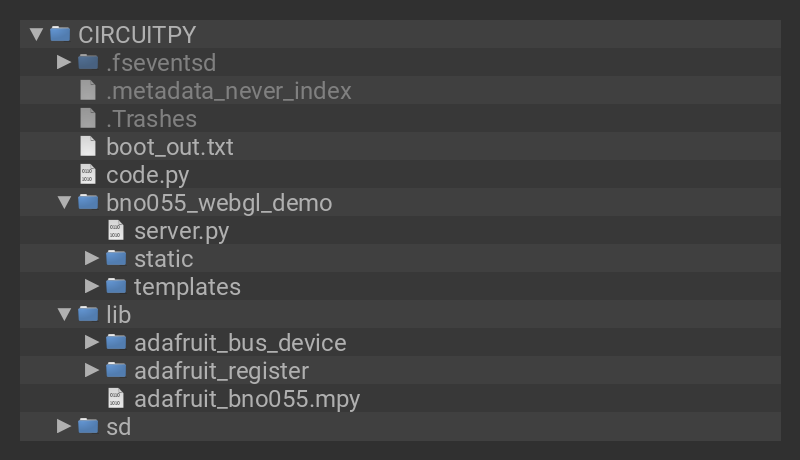 CIRCUITPY
.fseventsd
.metadata_never_index
.Trashes
boot_out.txt
code.py
bno055_webgl_demo
server.py
static
templates
lib
adafruit_bus_device
adafruit_register
adafruit_bno055.mpy
sd